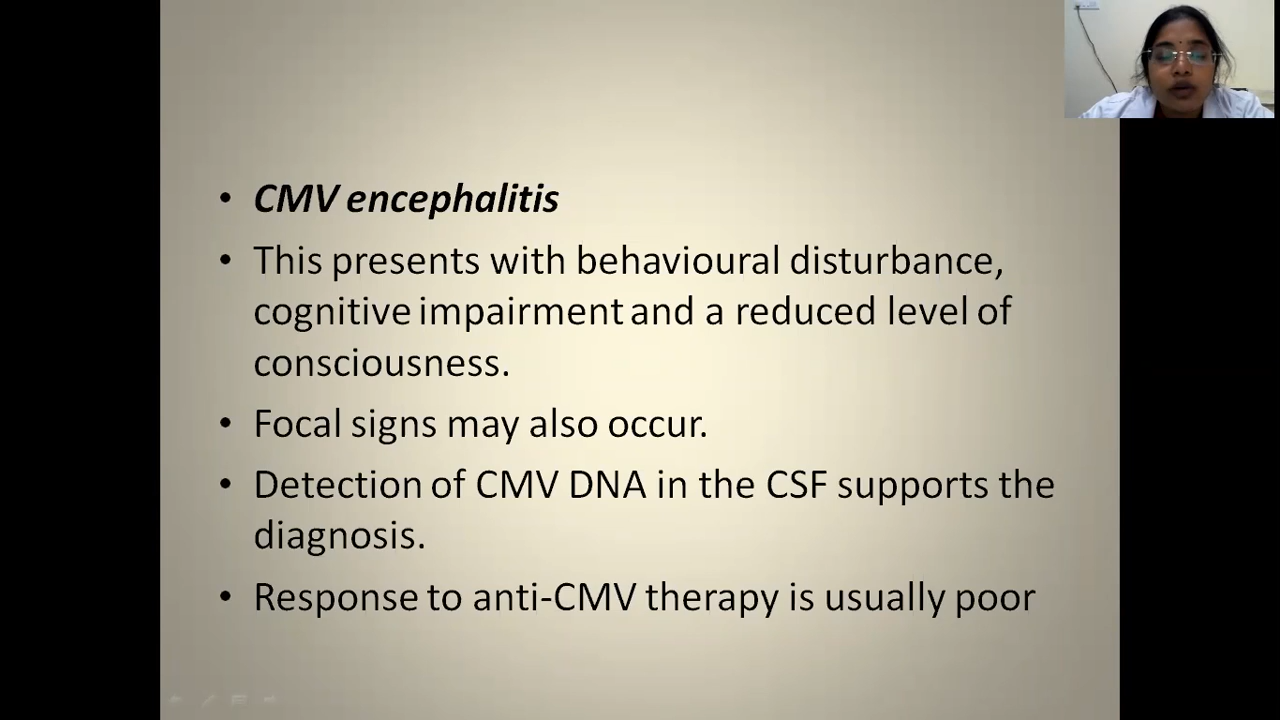 • CMV encephalitis
• This presents with behavioural disturbance,
cognitive impairment and a reduced level of
consciousness.
• Focal signs may also occur.
• Detection of CMV DNA in the CSF supports the
diagnosis.
• Response to anti-CMV therapy is usually poor